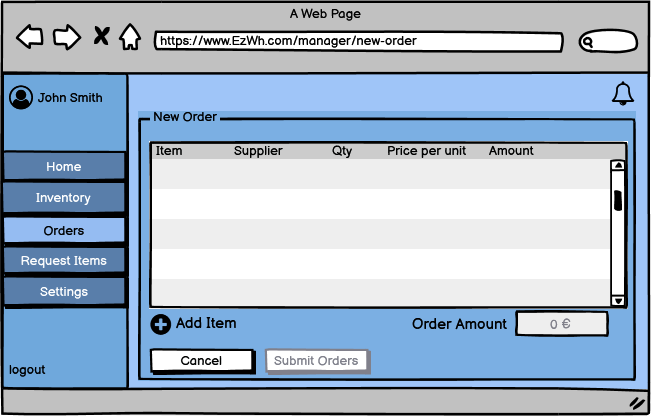 A Web Page
https://www.EzWh.com/manager/new-order
John Smith
New Order
Item Supplier Qty Price per unit Amount
Home
Inventory
Orders
Request Items
Settings
Add Item
Order Amount 0 €
Cancel Submit Orders
logout